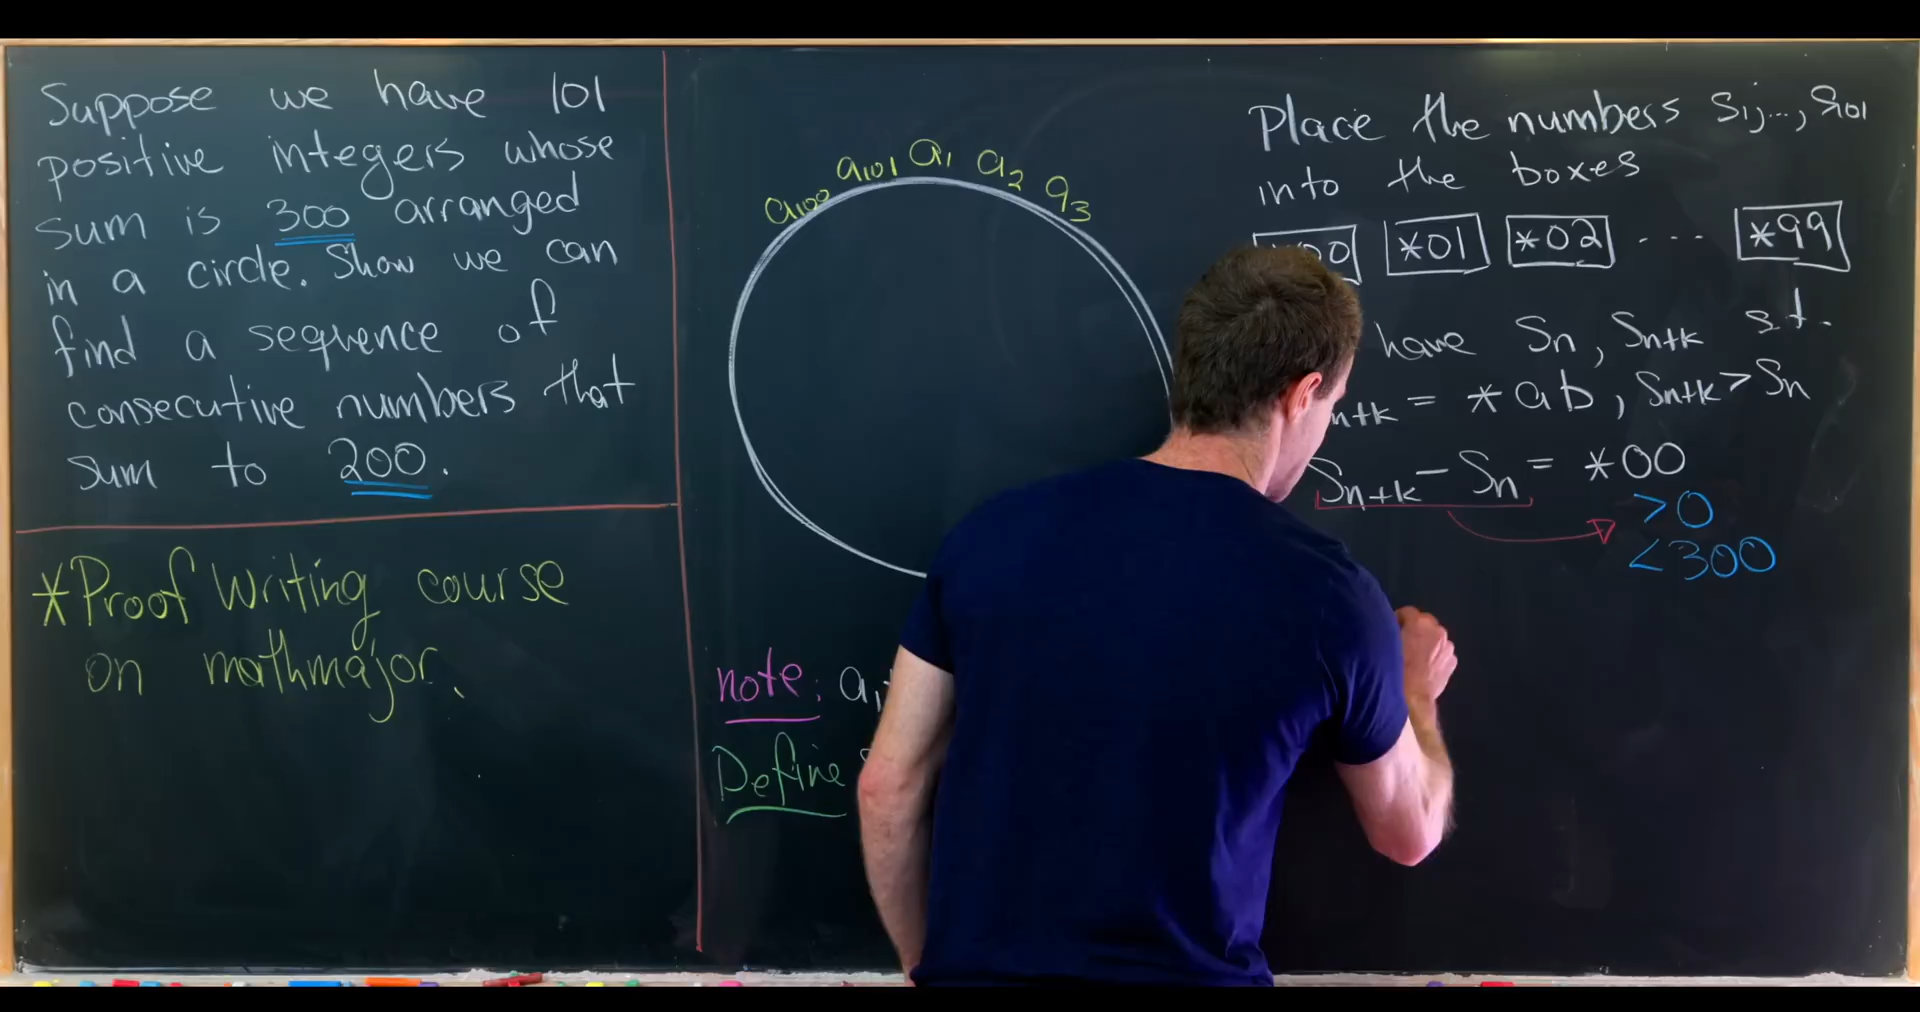 Suppose we have 101
positive integers whose
sum is 300 arranged
in a circle. Show we can
find a sequence of
consecutive numbers that
sum to 200.
*Proof Writing course
on mathmajor.
a₁₀₀ a₁₀₁ a₁ a₂ a₃
note: a₁
Define
Place the numbers S₁,..., S₁₀₁
into the boxes
*00 *01 *02 ... *99
have Sₙ, Sₙ₊ₖ s.t.
n+k = *ab, Sₙ₊ₖ > Sₙ
Sₙ₊ₖ - Sₙ = *00
>0
<300